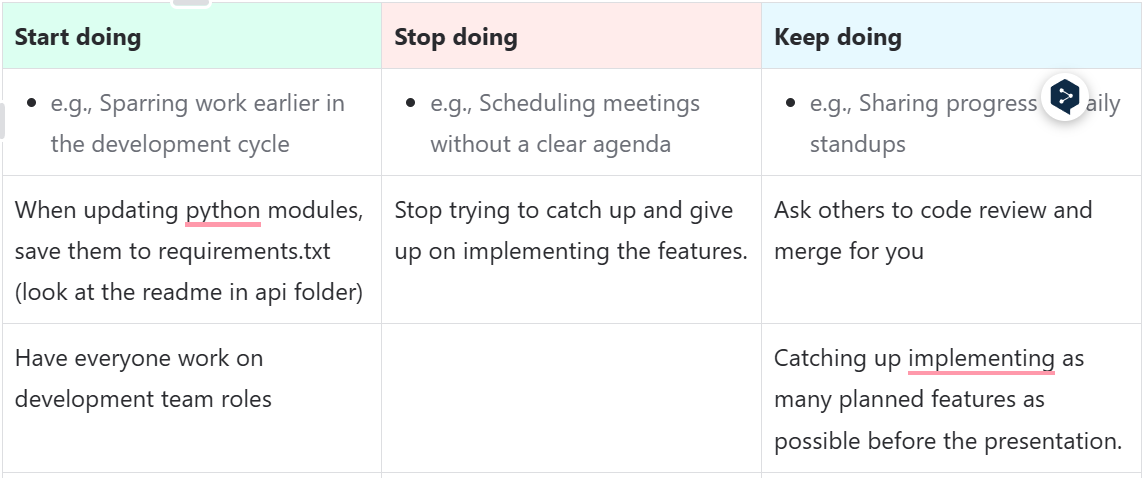 Start doing
Stop doing
Keep doing
e.g., Sparring work earlier in
the development cycle
e.g., Scheduling meetings
without a clear agenda
e.g., Sharing progress aily
standups
When updating python modules,
save them to requirements.txt
(look at the readme in api folder)
Stop trying to catch up and give
up on implementing the features.
Ask others to code review and
merge for you
Have everyone work on
development team roles
Catching up implementing as
many planned features as
possible before the presentation.